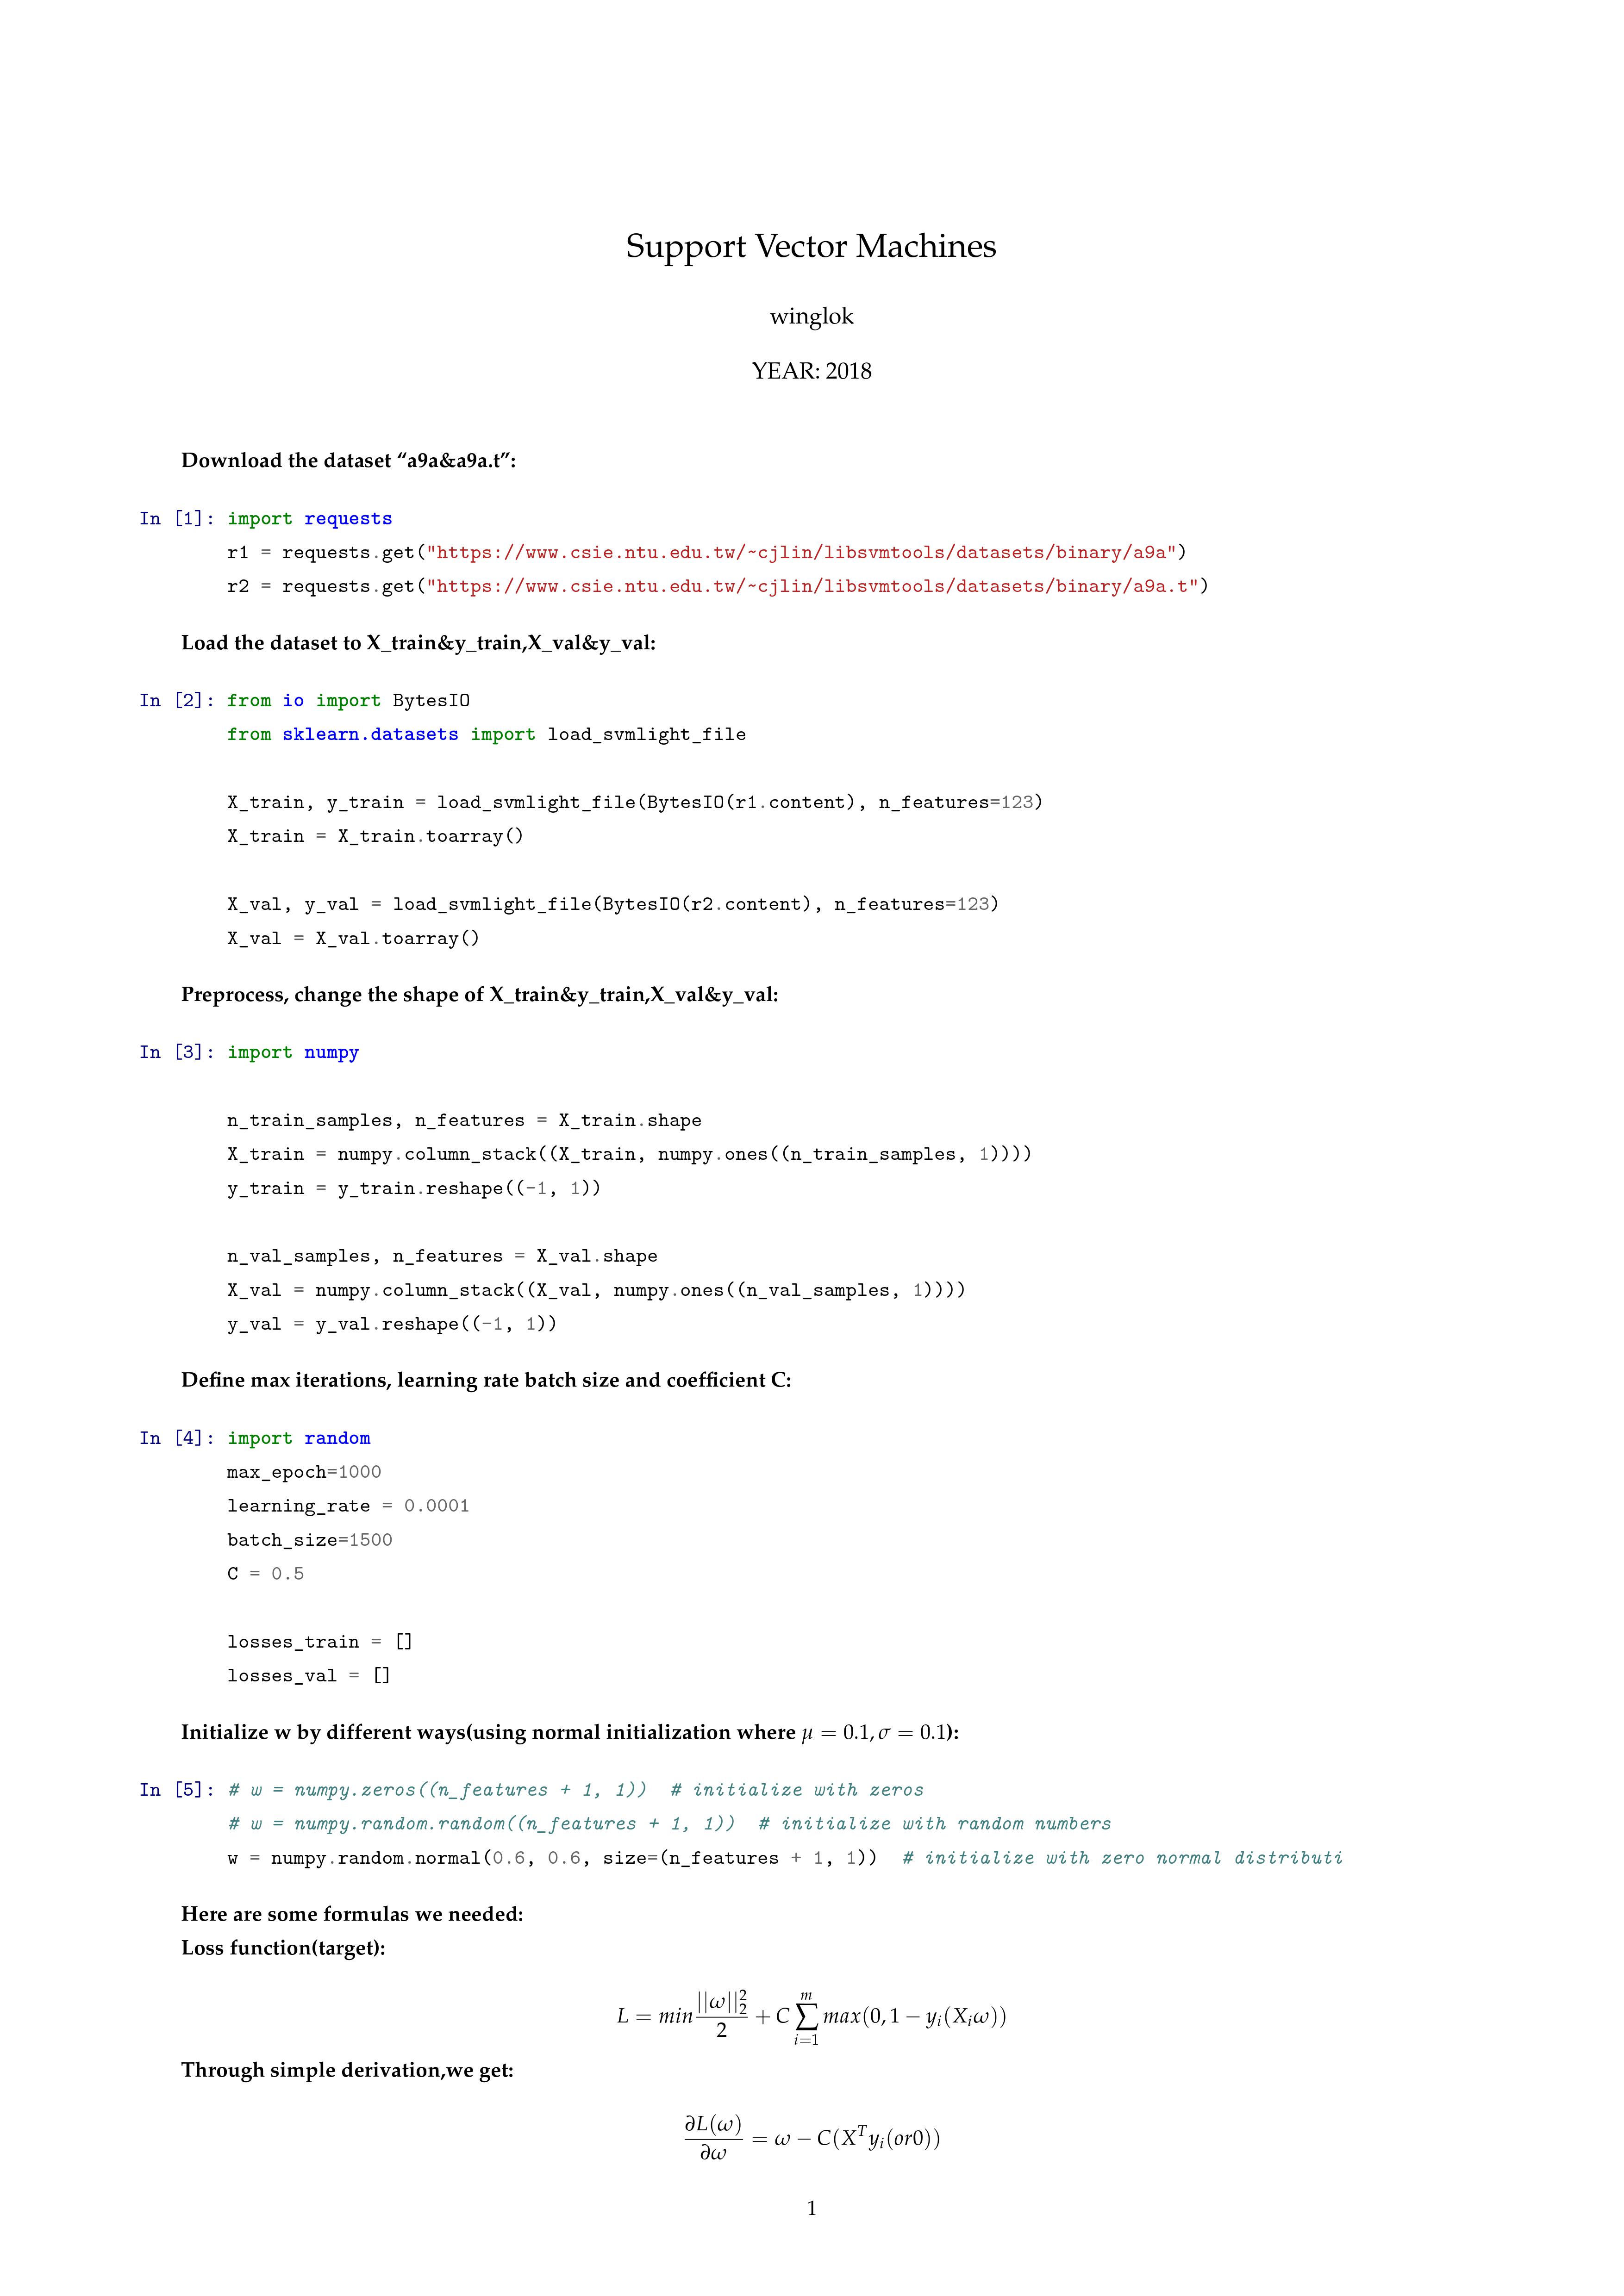 Support Vector Machines
winglok
YEAR: 2018
Download the dataset “a9a&a9a.t”:
In [1]: import requests
r1 = requests.get("https://www.csie.ntu.edu.tw/~cjlin/libsvmtools/datasets/binary/a9a")
r2 = requests.get("https://www.csie.ntu.edu.tw/~cjlin/libsvmtools/datasets/binary/a9a.t")
Load the dataset to X_train&y_train,X_val&y_val:
In [2]: from io import BytesIO
from sklearn.datasets import load_svmlight_file
X_train, y_train = load_svmlight_file(BytesIO(r1.content), n_features=123)
X_train = X_train.toarray()
X_val, y_val = load_svmlight_file(BytesIO(r2.content), n_features=123)
X_val = X_val.toarray()
Preprocess, change the shape of X_train&y_train,X_val&y_val:
In [3]: import numpy
n_train_samples, n_features = X_train.shape
X_train = numpy.column_stack((X_train, numpy.ones((n_train_samples, 1))))
y_train = y_train.reshape((-1, 1))
n_val_samples, n_features = X_val.shape
X_val = numpy.column_stack((X_val, numpy.ones((n_val_samples, 1))))
y_val = y_val.reshape((-1, 1))
Define max iterations, learning rate batch size and coefficient C:
In [4]: import random
max_epoch=1000
learning_rate = 0.0001
batch_size=1500
C = 0.5
losses_train = []
losses_val = []
Initialize w by different ways(using normal initialization where μ = 0.1, σ = 0.1):
In [5]: # w = numpy.zeros((n_features + 1, 1))  # initialize with zeros
# w = numpy.random.random((n_features + 1, 1))  # initialize with random numbers
w = numpy.random.normal(0.6, 0.6, size=(n_features + 1, 1))  # initialize with zero normal distributi
Here are some formulas we needed:
Loss function(target):
L = min \frac{||ω||_2^2}{2} + C \sum_{i=1}^{m} max(0, 1 − y_i(X_iω))
Through simple derivation,we get:
\frac{∂L(ω)}{∂ω} = ω − C(X^T y_i(or0))
1